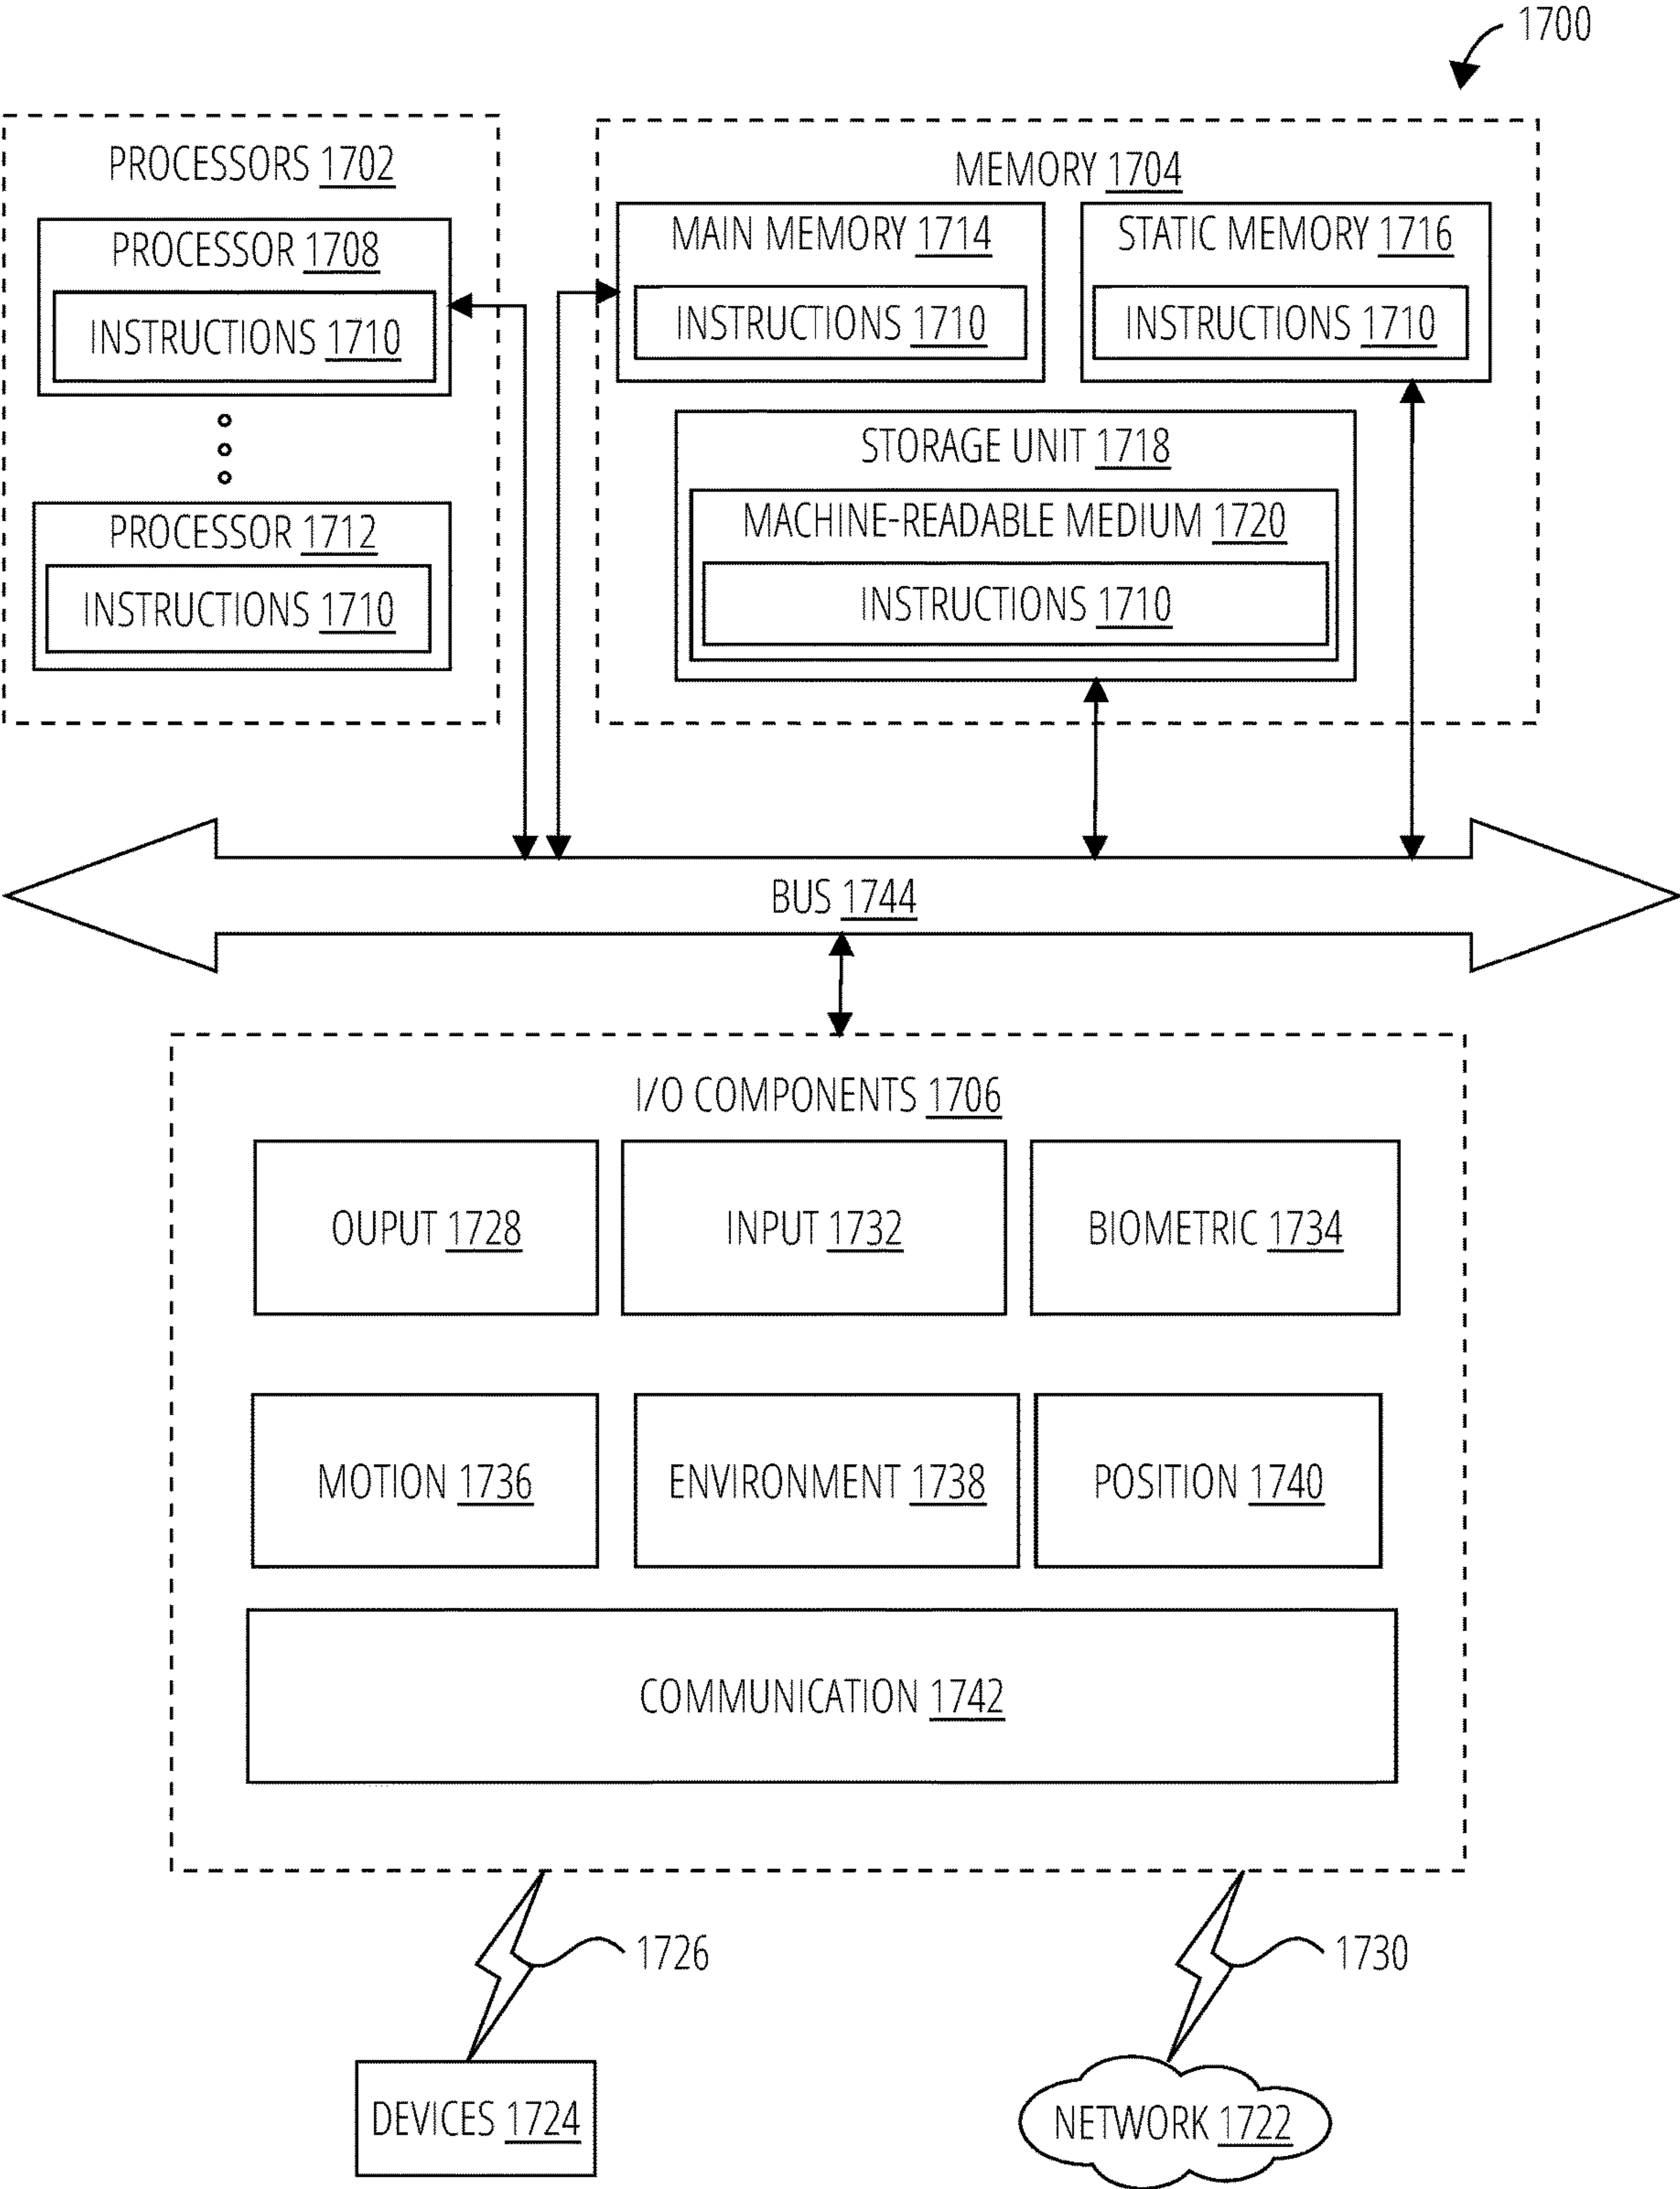 1700
PROCESSORS 1702
PROCESSOR 1708
INSTRUCTIONS 1710
PROCESSOR 1712
INSTRUCTIONS 1710
MEMORY 1704
MAIN MEMORY 1714
INSTRUCTIONS 1710
STATIC MEMORY 1716
INSTRUCTIONS 1710
STORAGE UNIT 1718
MACHINE-READABLE MEDIUM 1720
INSTRUCTIONS 1710
BUS 1744
I/O COMPONENTS 1706
OUPUT 1728
INPUT 1732
BIOMETRIC 1734
MOTION 1736
ENVIRONMENT 1738
POSITION 1740
COMMUNICATION 1742
1726
1730
DEVICES 1724
NETWORK 1722